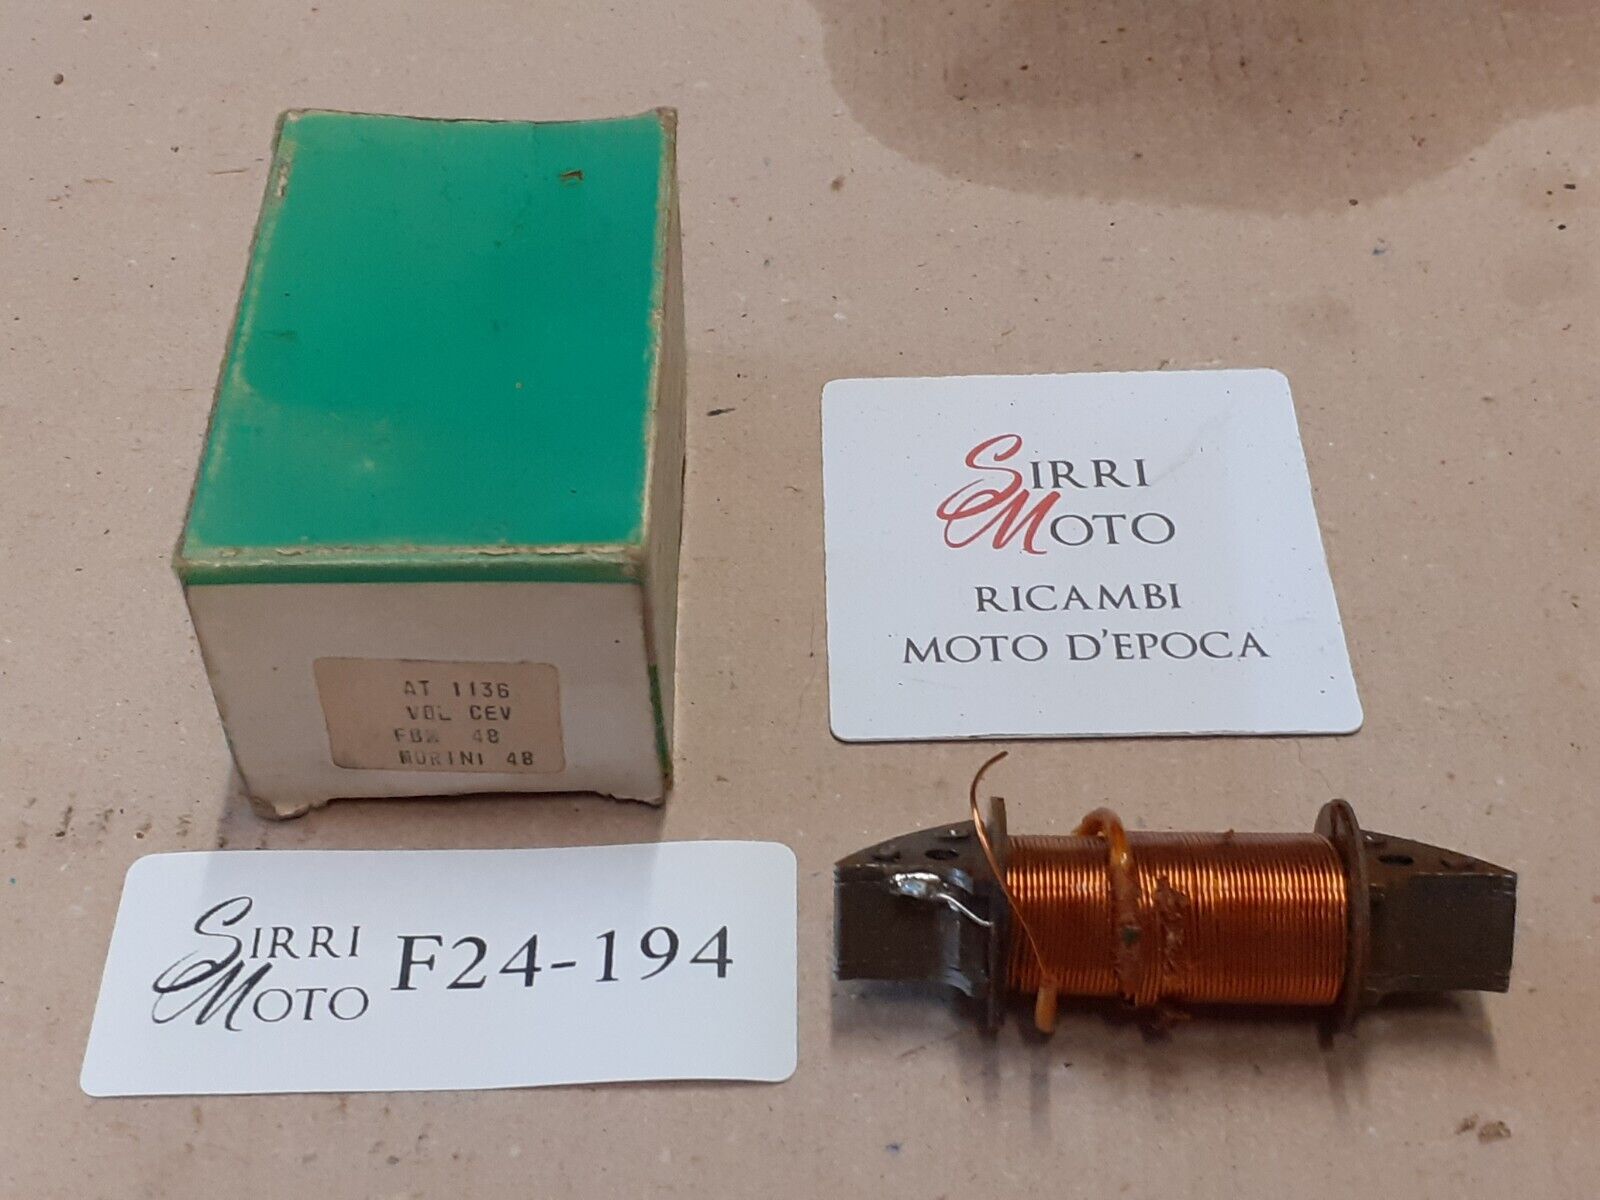 AT 1136
VOL CEV
FBM 48
MORINI 48
SIRRI
MOTO
RICAMBI
MOTO D'EPOCA
SIRRI
MOTO
F24-194